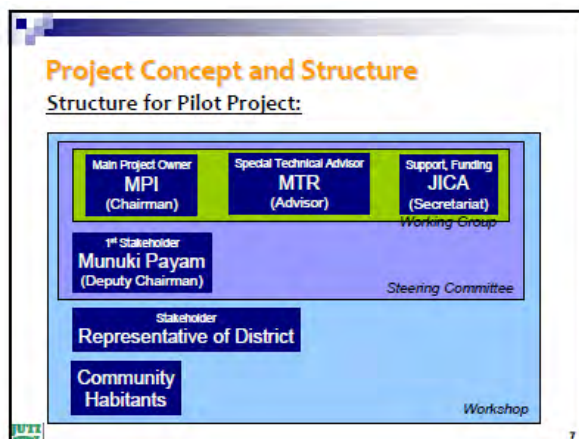 Project Concept and Structure
Structure for Pilot Project:
Main Project Owner
MPI
(Chairman)
Special Technical Advisor
MTR
(Advisor)
Support, Funding
JICA
(Secretariat)
Working Group
1st Stakeholder
Munuki Payam
(Deputy Chairman)
Steering Committee
Stakeholder
Representative of District
Community
Habitants
Workshop
7